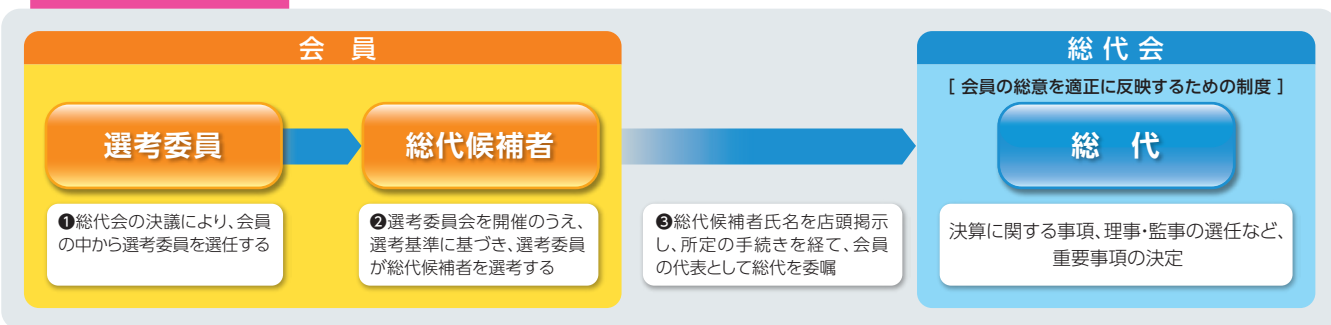 会　員
選考委員
総代候補者
❶総代会の決議により、会員
の中から選考委員を選任する
❷選考委員会を開催のうえ、
選考基準に基づき、選考委員
が総代候補者を選考する
❸総代候補者氏名を店頭掲示
し、所定の手続きを経て、会員
の代表として総代を委嘱
総代会
[ 会員の総意を適正に反映するための制度 ]
総　代
決算に関する事項、理事・監事の選任など、
重要事項の決定